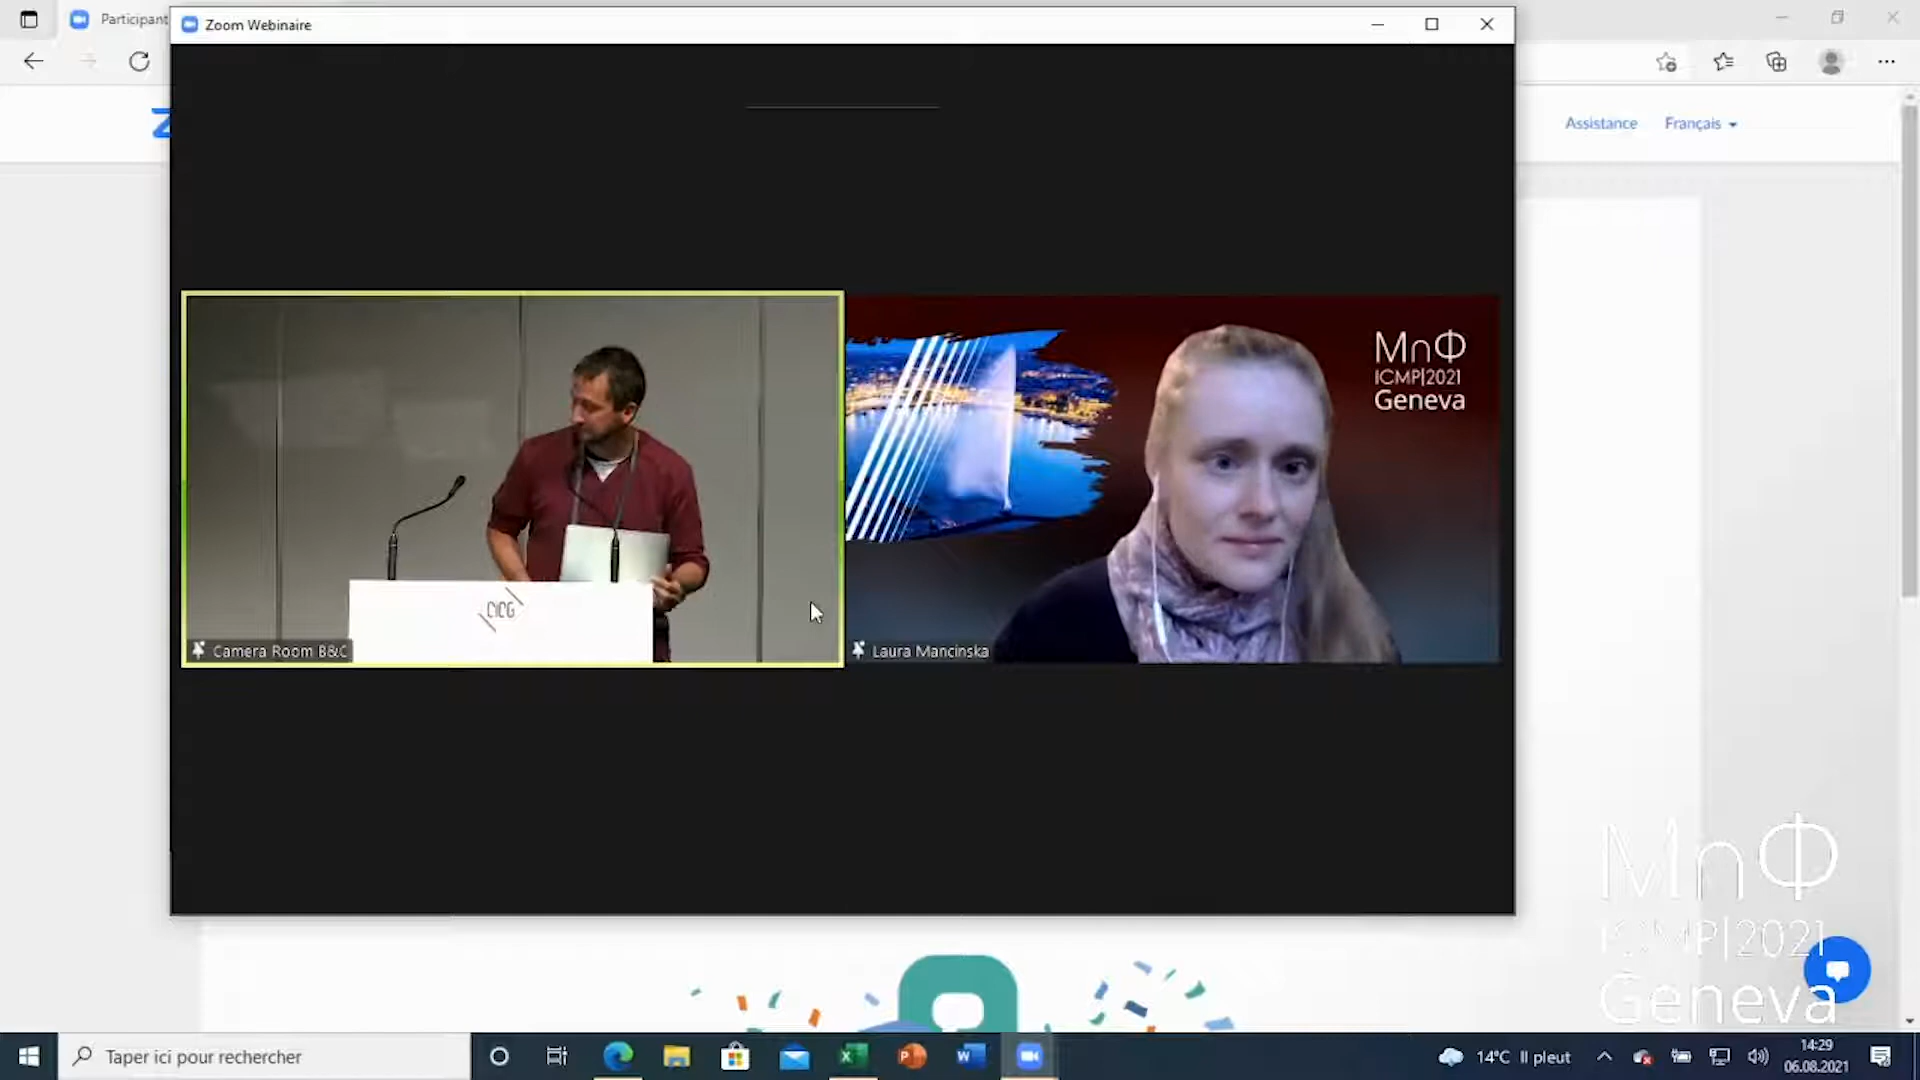 Participant
Zoom Webinaire
Assistance
Français
MnΦ
ICMP|2021
Geneva
CICG
Camera Room B&C
Laura Mancinska
MnΦ
ICMP|2021
Geneva
Taper ici pour rechercher
14°C Il pleut
14:29
06.08.2021